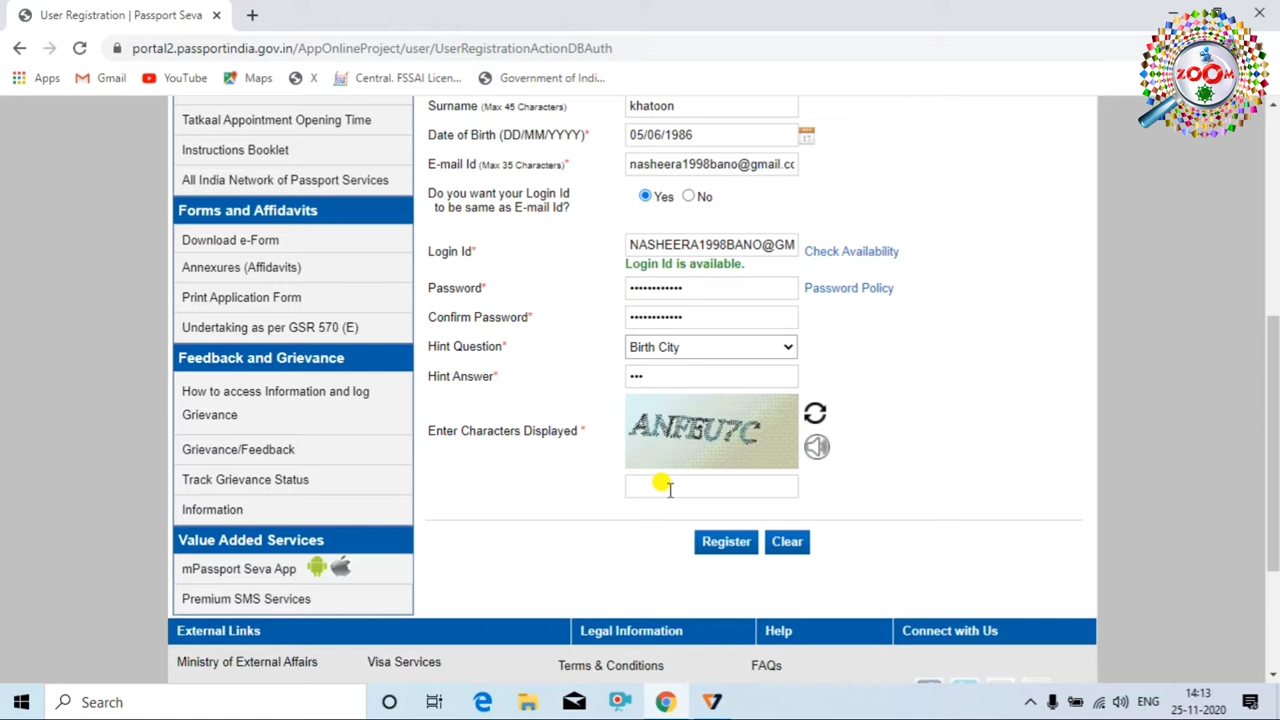 User Registration | Passport Seva
portal2.passportindia.gov.in/AppOnlineProject/user/UserRegistrationActionDBAuth
Apps Gmail YouTube Maps X Central. FSSAI Licen... Government of Indi...
ZOOM
Tatkaal Appointment Opening Time
Instructions Booklet
All India Network of Passport Services
Forms and Affidavits
Download e-Form
Annexures (Affidavits)
Print Application Form
Undertaking as per GSR 570 (E)
Feedback and Grievance
How to access Information and log
Grievance
Grievance/Feedback
Track Grievance Status
Information
Value Added Services
mPassport Seva App
Premium SMS Services
Surname (Max 45 Characters) khatoon
Date of Birth (DD/MM/YYYY)* 05/06/1986
E-mail Id (Max 35 Characters)* nasheera1998bano@gmail.cc
Do you want your Login Id
to be same as E-mail Id?
Yes No
Login Id* NASHEERA1998BANO@GM Check Availability
Login Id is available.
Password* •••••••••••• Password Policy
Confirm Password* ••••••••••••
Hint Question* Birth City
Hint Answer* •••
Enter Characters Displayed *
Register Clear
External Links Legal Information Help Connect with Us
Ministry of External Affairs Visa Services Terms & Conditions FAQs
Search
ENG
14:13
25-11-2020